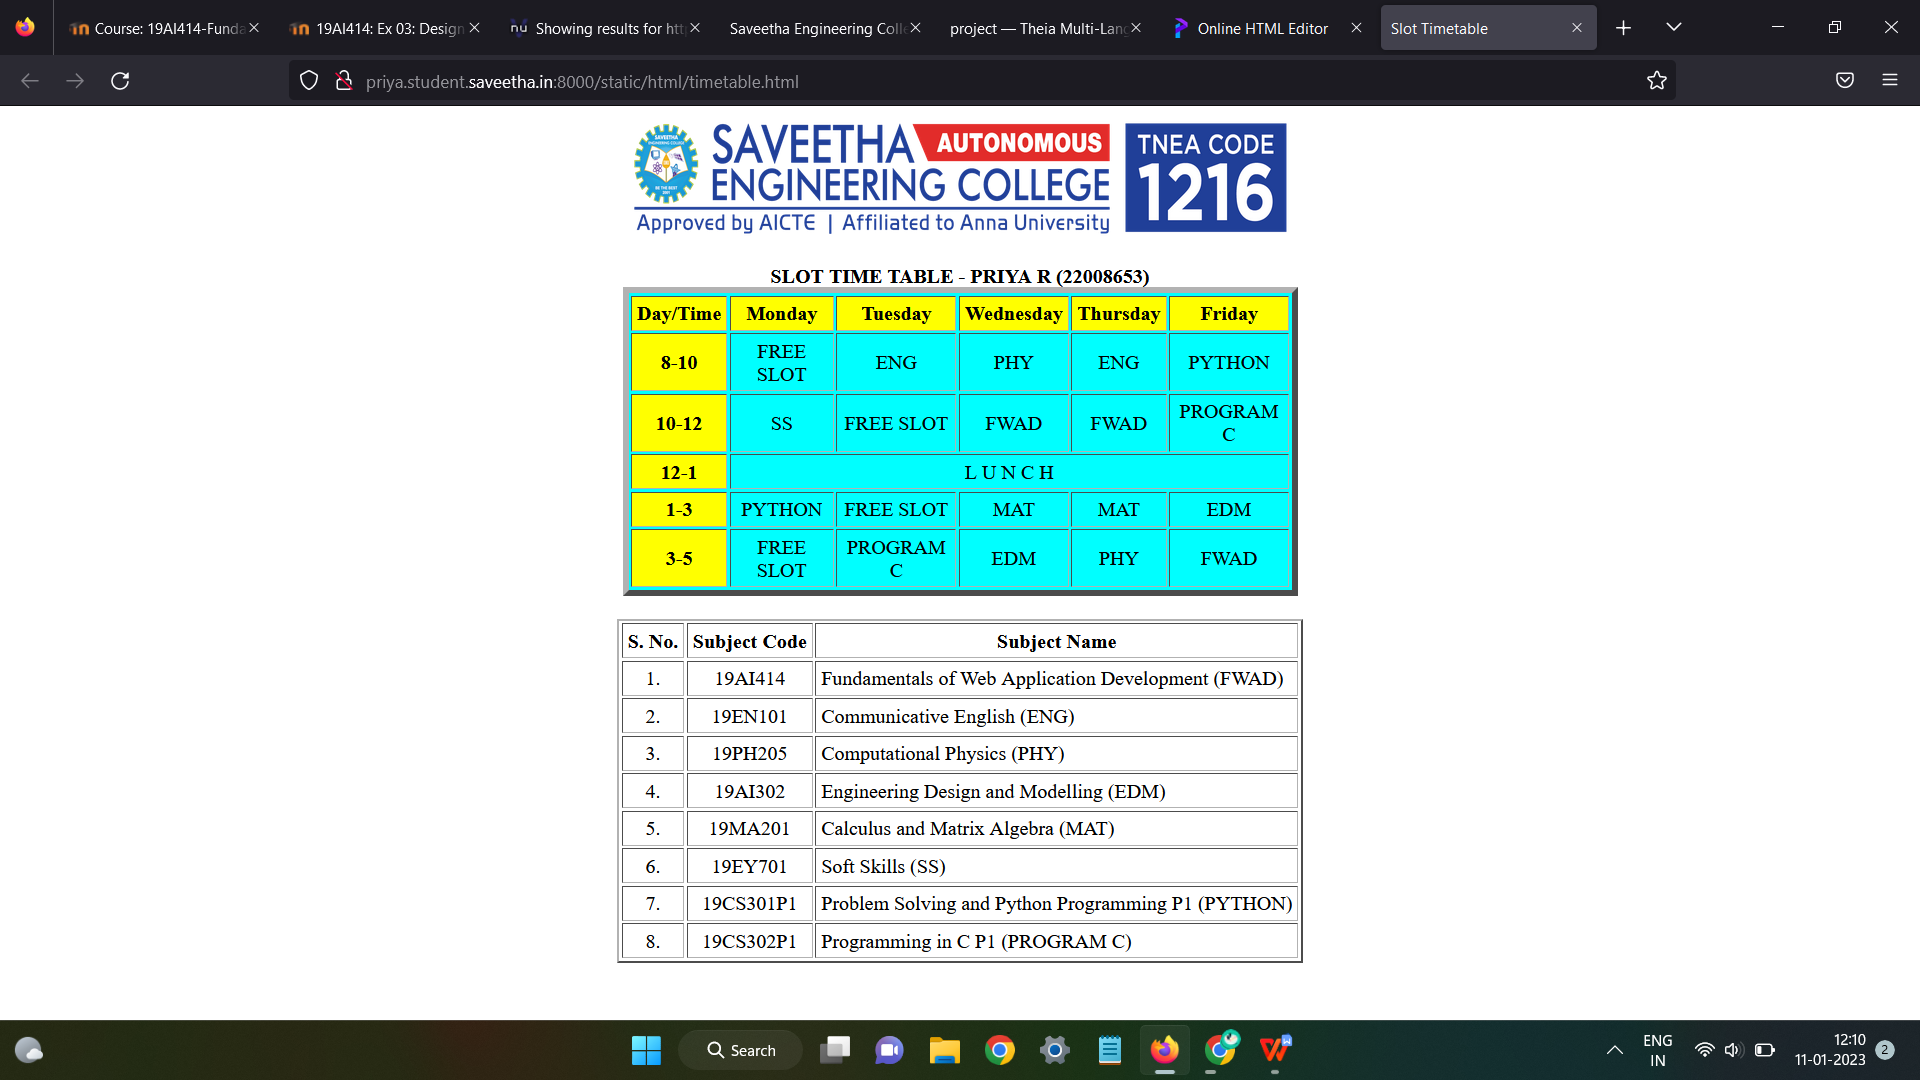 Course: 19AI414-Funda
19AI414: Ex 03: Design
nu Showing results for htt
Saveetha Engineering Colle
project — Theia Multi-Lang
Online HTML Editor
Slot Timetable
priya.student.saveetha.in:8000/static/html/timetable.html
SAVEETHA AUTONOMOUS
ENGINEERING COLLEGE
Approved by AICTE | Affiliated to Anna University
TNEA CODE
1216
SLOT TIME TABLE - PRIYA R (22008653)
Day/Time Monday Tuesday Wednesday Thursday Friday
8-10 FREE SLOT ENG PHY ENG PYTHON
10-12 SS FREE SLOT FWAD FWAD PROGRAM C
12-1 L U N C H
1-3 PYTHON FREE SLOT MAT MAT EDM
3-5 FREE SLOT PROGRAM C EDM PHY FWAD
S. No. Subject Code Subject Name
1. 19AI414 Fundamentals of Web Application Development (FWAD)
2. 19EN101 Communicative English (ENG)
3. 19PH205 Computational Physics (PHY)
4. 19AI302 Engineering Design and Modelling (EDM)
5. 19MA201 Calculus and Matrix Algebra (MAT)
6. 19EY701 Soft Skills (SS)
7. 19CS301P1 Problem Solving and Python Programming P1 (PYTHON)
8. 19CS302P1 Programming in C P1 (PROGRAM C)
Search
ENG
IN
12:10
11-01-2023
2